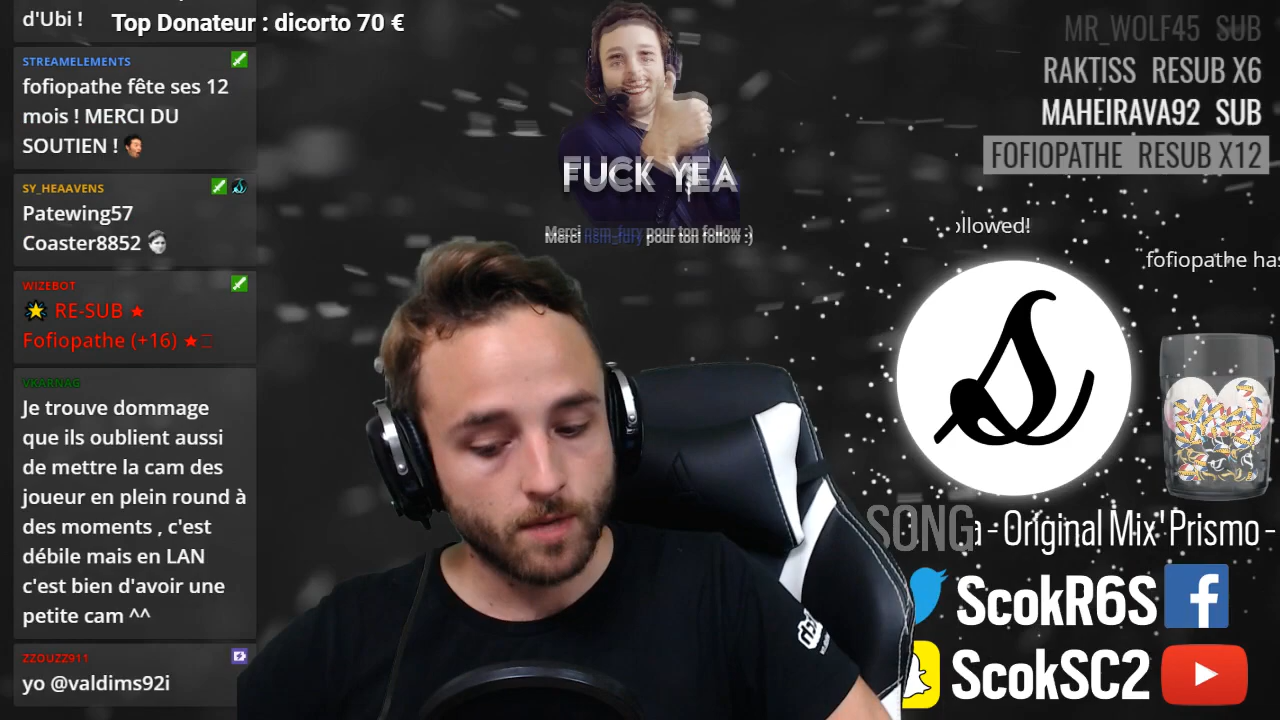 d'Ubi !
Top Donateur : dicorto 70 €
STREAMELEMENTS
fofiopathe fête ses 12
mois ! MERCI DU
SOUTIEN !
SY_HEAAVENS
Patewing57
Coaster8852
WIZEBOT
RE-SUB ★
Fofiopathe (+16) ★
VKARNAG
Je trouve dommage
que ils oublient aussi
de mettre la cam des
joueur en plein round à
des moments , c'est
débile mais en LAN
c'est bien d'avoir une
petite cam ^^
ZZOUZZ911
yo @valdims92i
FUCK YEA
Merci nsm_fury pour ton follow :)
MR_WOLF45 SUB
RAKTISS RESUB X6
MAHEIRAVA92 SUB
FOFIOPATHE RESUB X12
ollowed!
fofiopathe has
SONG
a - Original Mix" Prismo -
ScokR6S
ScokSC2